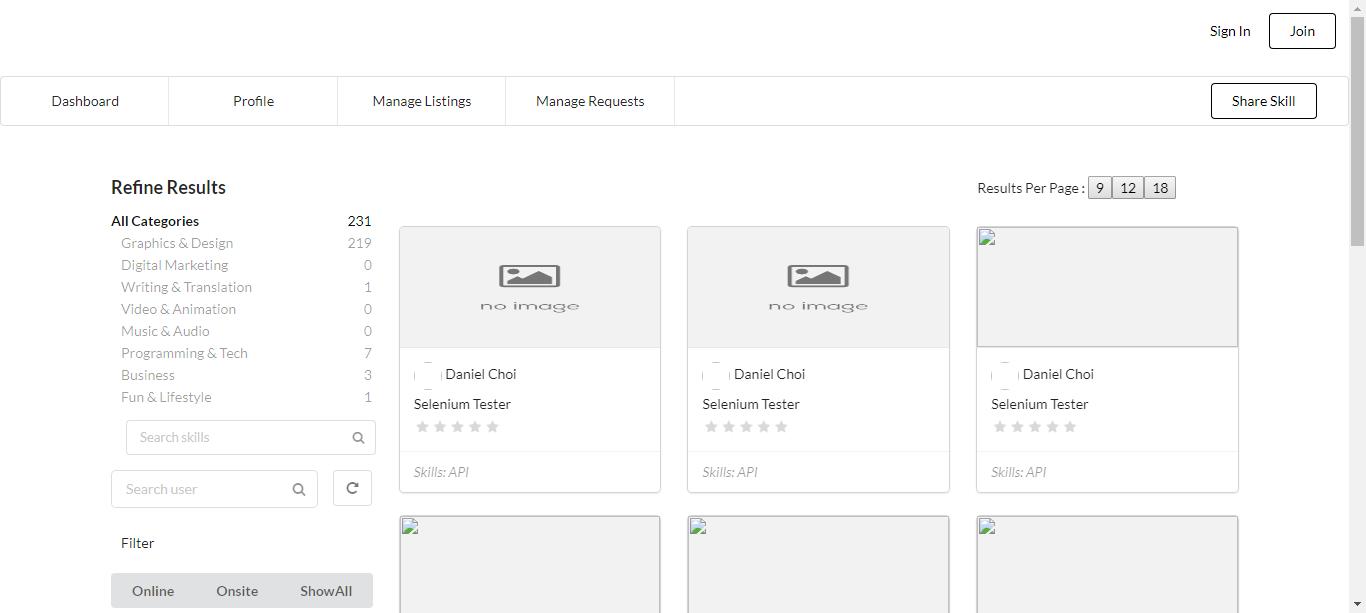 Sign In Join
Dashboard Profile Manage Listings Manage Requests Share Skill
Refine Results
Results Per Page : 9 12 18
All Categories 231
Graphics & Design 219
Digital Marketing 0
Writing & Translation 1
Video & Animation 0
Music & Audio 0
Programming & Tech 7
Business 3
Fun & Lifestyle 1
Search skills
Search user
Filter
Online Onsite ShowAll
no image
Daniel Choi
Selenium Tester
Skills: API
no image
Daniel Choi
Selenium Tester
Skills: API
Daniel Choi
Selenium Tester
Skills: API